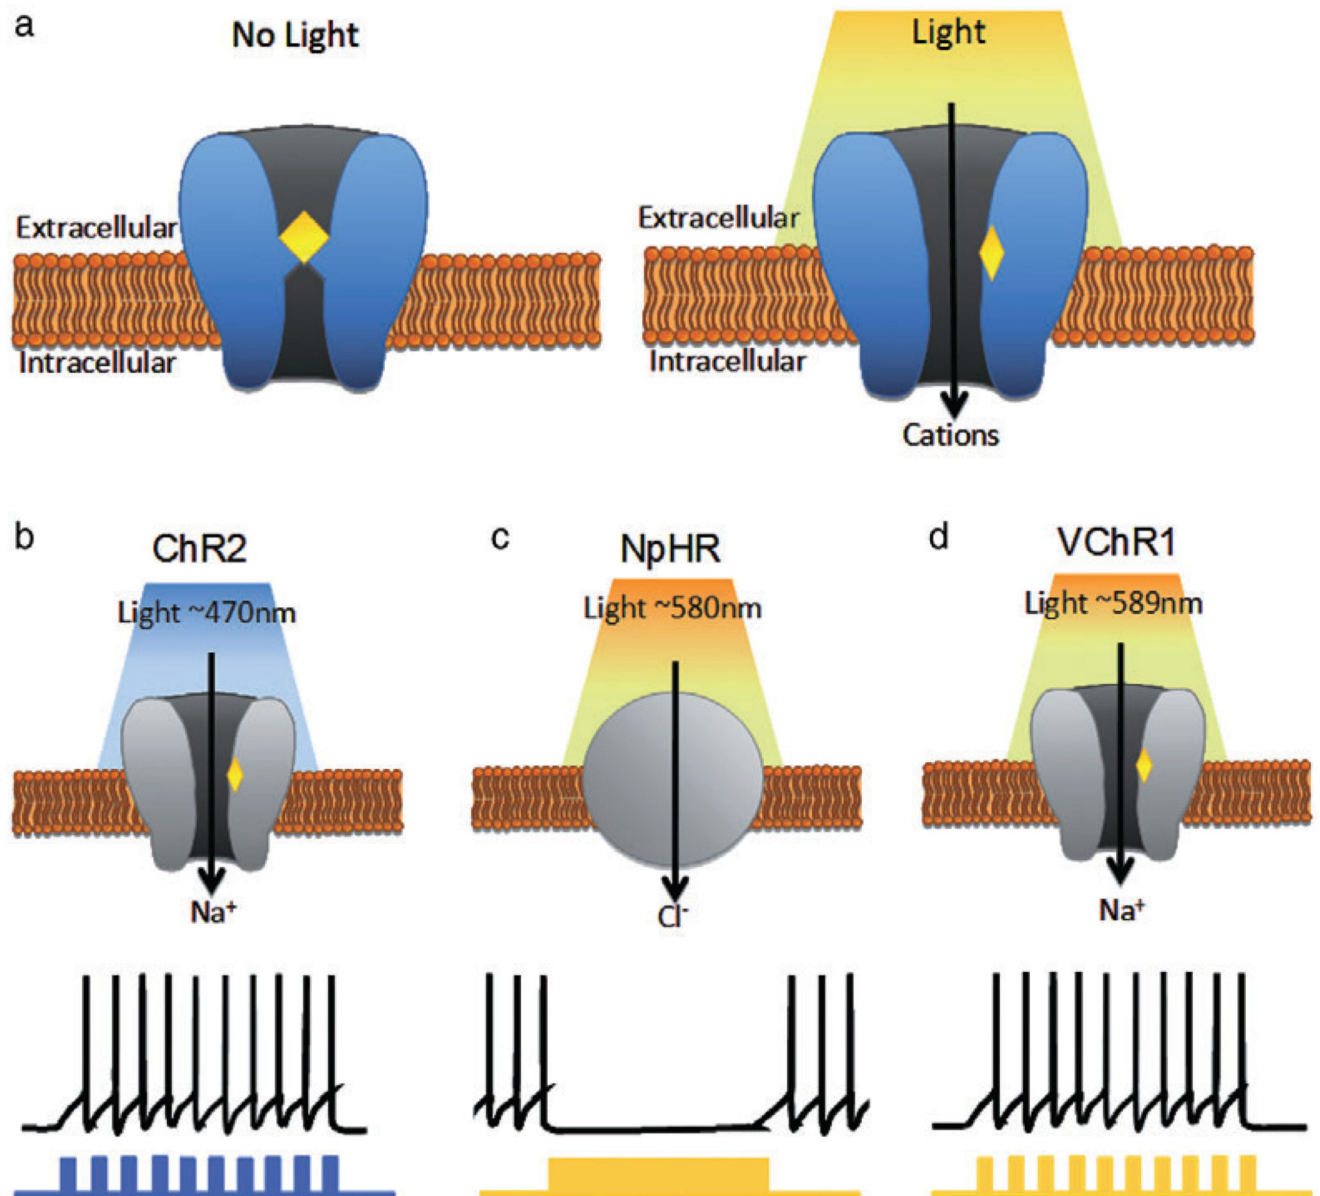 a
No Light
Light
Extracellular
Intracellular
Extracellular
Intracellular
Cations
b
ChR2
Light ~470nm
Na⁺
c
NpHR
Light ~580nm
Cl⁻
d
VChR1
Light ~589nm
Na⁺